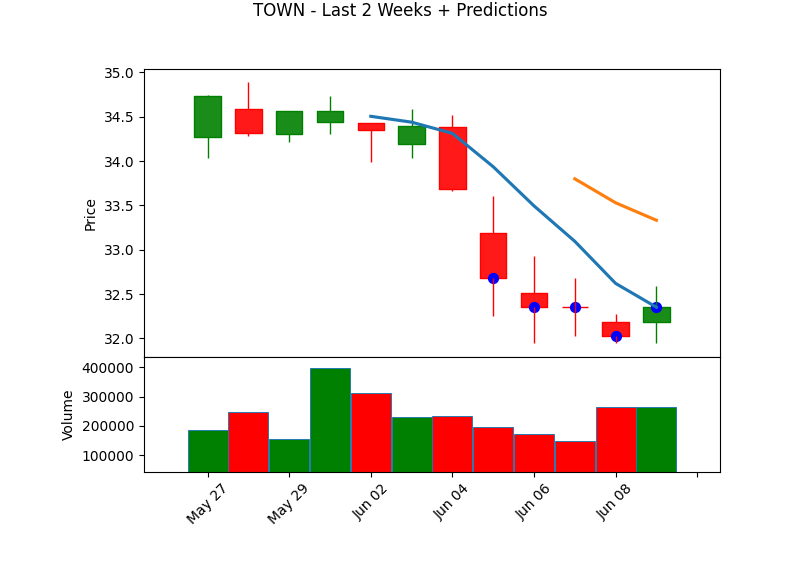 TOWN - Last 2 Weeks + Predictions
35.0
34.5
34.0
33.5
33.0
32.5
32.0
Price
400000
300000
200000
100000
Volume
May 27
May 29
Jun 02
Jun 04
Jun 06
Jun 08